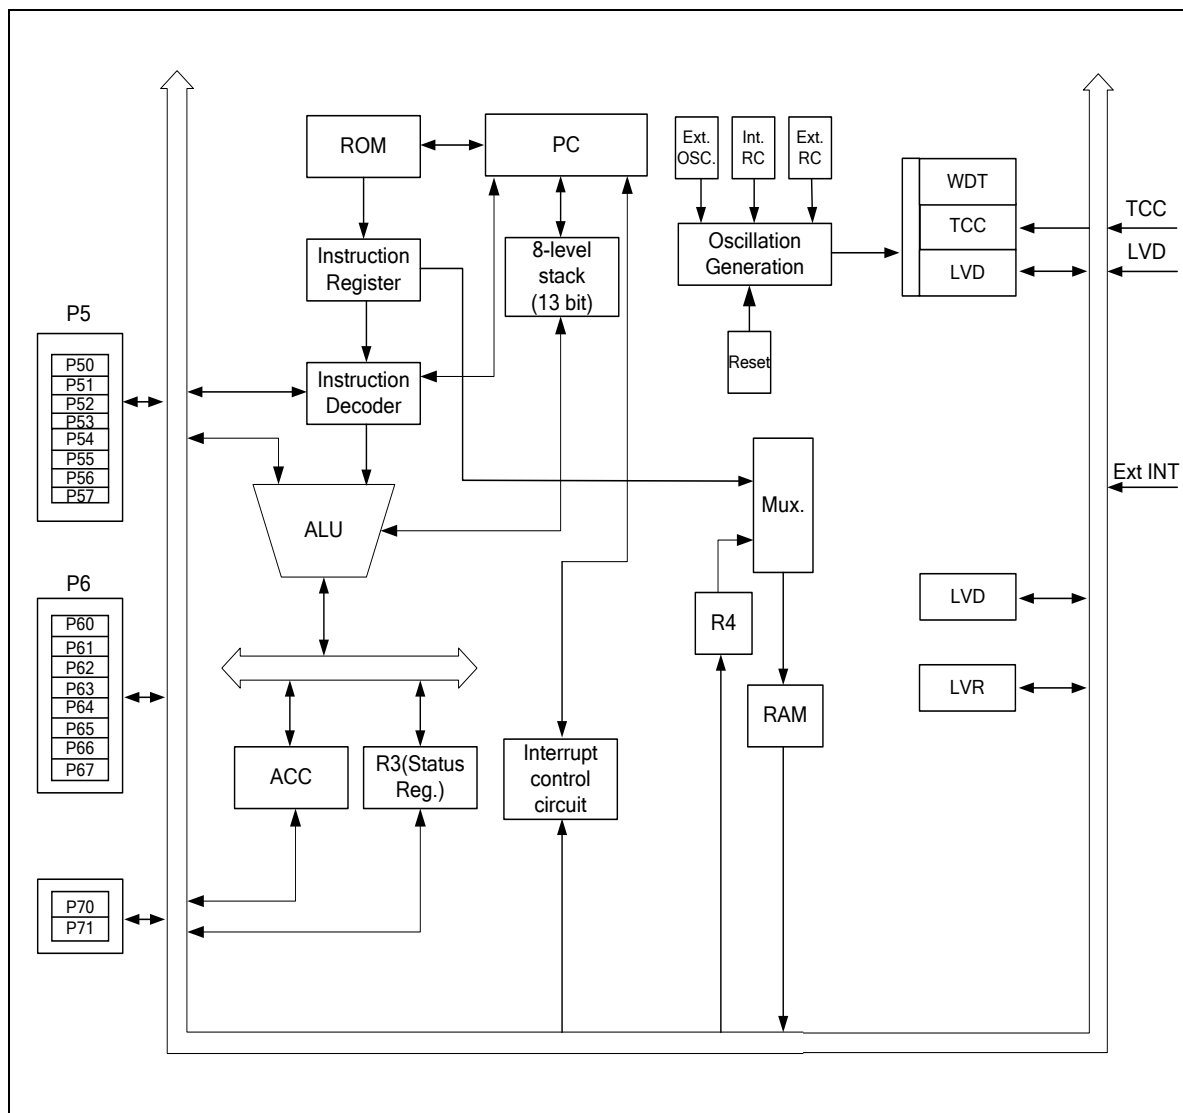 ROM
PC
Ext.
OSC.
Int.
RC
Ext.
RC
WDT
TCC
LVD
TCC
LVD
Oscillation
Generation
Reset
Instruction
Register
8-level
stack
(13 bit)
Instruction
Decoder
P5
P50
P51
P52
P53
P54
P55
P56
P57
ALU
Mux.
Ext INT
P6
P60
P61
P62
P63
P64
P65
P66
P67
R4
LVD
LVR
RAM
ACC
R3(Status
Reg.)
Interrupt
control
circuit
P70
P71